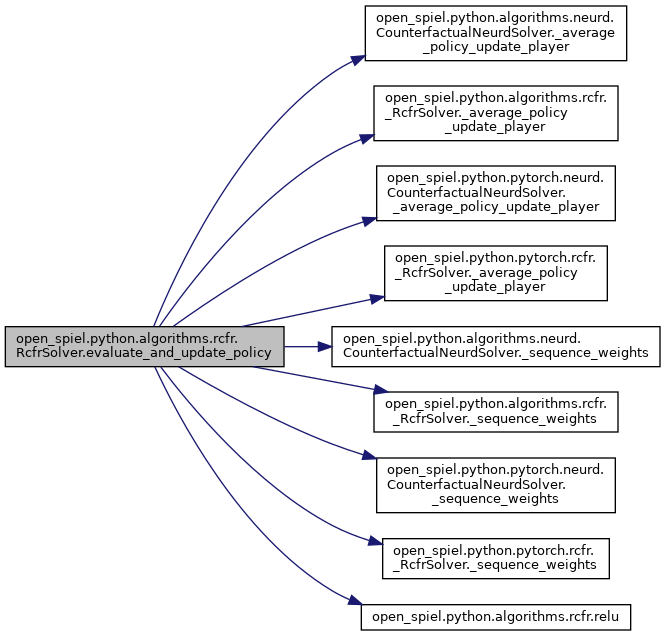 open_spiel.python.algorithms.neurd.
CounterfactualNeurdSolver._average
_policy_update_player
open_spiel.python.algorithms.rcfr.
_RcfrSolver._average_policy
_update_player
open_spiel.python.pytorch.neurd.
CounterfactualNeurdSolver.
_average_policy_update_player
open_spiel.python.pytorch.rcfr.
_RcfrSolver._average_policy
_update_player
open_spiel.python.algorithms.rcfr.
RcfrSolver.evaluate_and_update_policy
open_spiel.python.algorithms.neurd.
CounterfactualNeurdSolver._sequence_weights
open_spiel.python.algorithms.rcfr.
_RcfrSolver._sequence_weights
open_spiel.python.pytorch.neurd.
CounterfactualNeurdSolver.
_sequence_weights
open_spiel.python.pytorch.rcfr.
_RcfrSolver._sequence_weights
open_spiel.python.algorithms.rcfr.relu